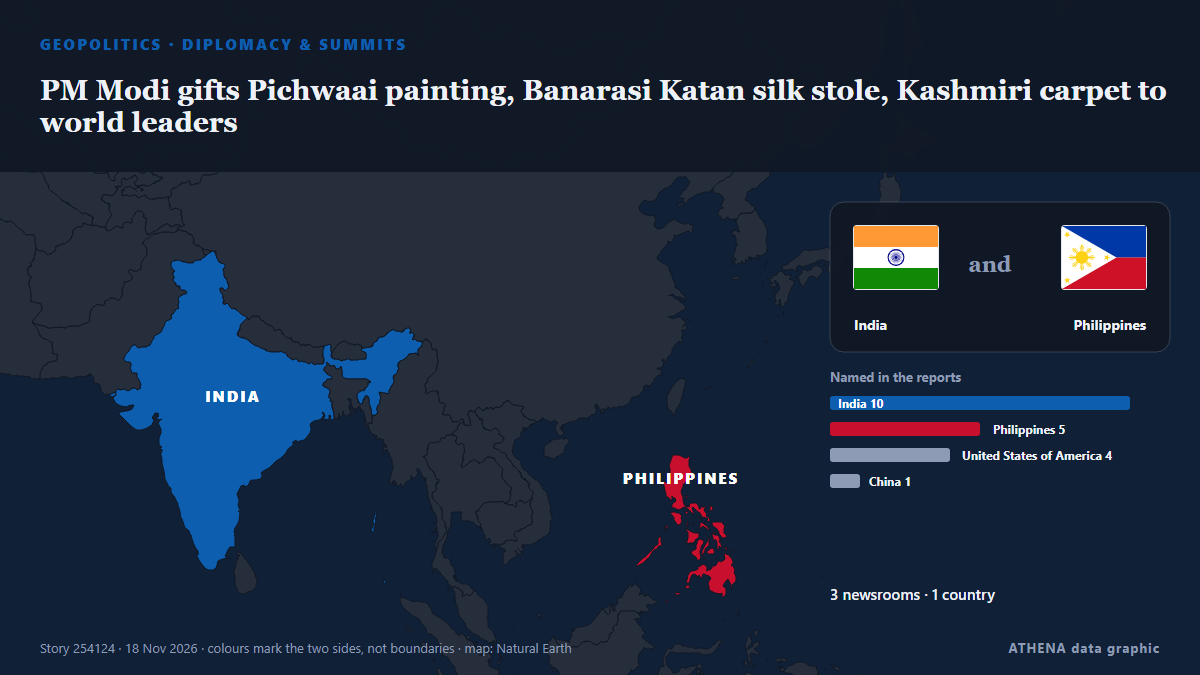 GEOPOLITICS · DIPLOMACY & SUMMITS
PM Modi gifts Pichwaai painting, Banarasi Katan silk stole, Kashmiri carpet to
world leaders
and
India
Philippines
Named in the reports
India 10
Philippines 5
United States of America 4
China 1
INDIA
PHILIPPINES
3 newsrooms · 1 country
Story 254124 · 18 Nov 2026 · colours mark the two sides, not boundaries · map: Natural Earth
ATHENA data graphic